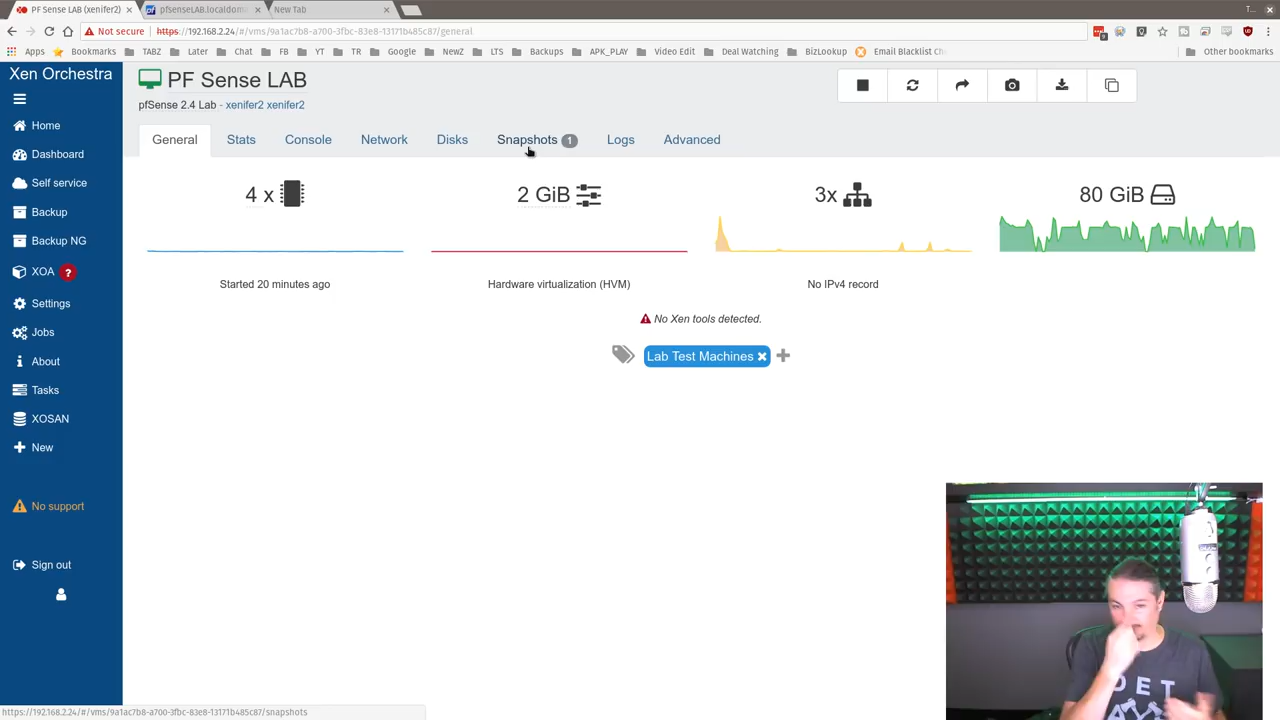 PF Sense LAB (xenifer2)
pfsenseLAB.localdom
New Tab
T...
Not secure
https://192.168.2.24/#/vms/9a1ac7b8-a700-3fbc-83e8-13171b485c87/general
Apps
Bookmarks
TABZ
Later
Chat
FB
YT
TR
Google
NewZ
LTS
Backups
APK_PLAY
Video Edit
Deal Watching
BizLookup
Email Blacklist Ch
Other bookmarks
Xen Orchestra
Home
Dashboard
Self service
Backup
Backup NG
XOA
?
Settings
Jobs
About
Tasks
XOSAN
New
No support
Sign out
PF Sense LAB
pfSense 2.4 Lab - xenifer2 xenifer2
General
Stats
Console
Network
Disks
Snapshots 1
Logs
Advanced
4 x
2 GiB
3x
80 GiB
Started 20 minutes ago
Hardware virtualization (HVM)
No IPv4 record
No Xen tools detected.
Lab Test Machines
https://192.168.2.24/#/vms/9a1ac7b8-a700-3fbc-83e8-13171b485c87/snapshots